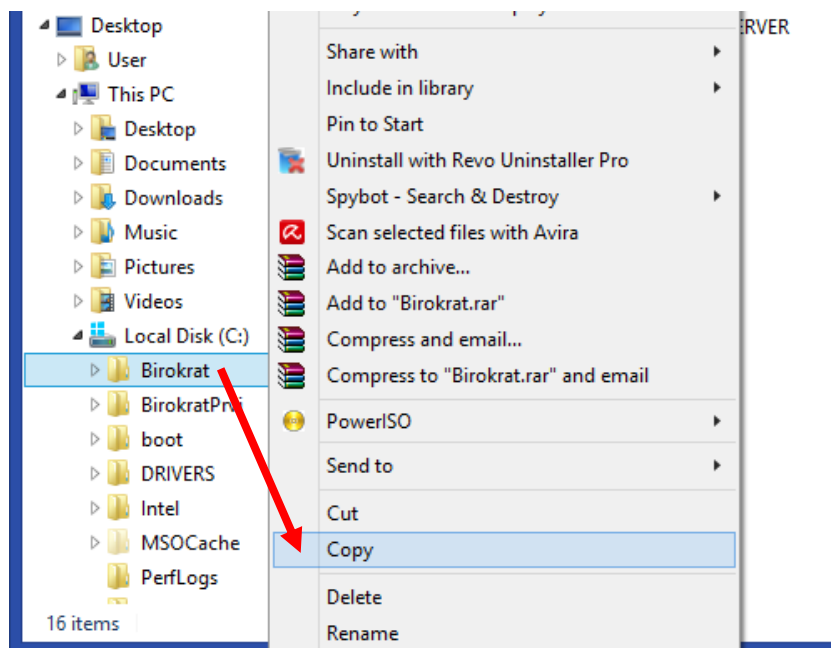 Desktop
User
This PC
Desktop
Documents
Downloads
Music
Pictures
Videos
Local Disk (C:)
Birokrat
BirokratPrvi
boot
DRIVERS
Intel
MSOCache
PerfLogs
16 items
Share with
Include in library
Pin to Start
Uninstall with Revo Uninstaller Pro
Spybot - Search & Destroy
Scan selected files with Avira
Add to archive...
Add to "Birokrat.rar"
Compress and email...
Compress to "Birokrat.rar" and email
PowerISO
Send to
Cut
Copy
Delete
Rename
ERVER